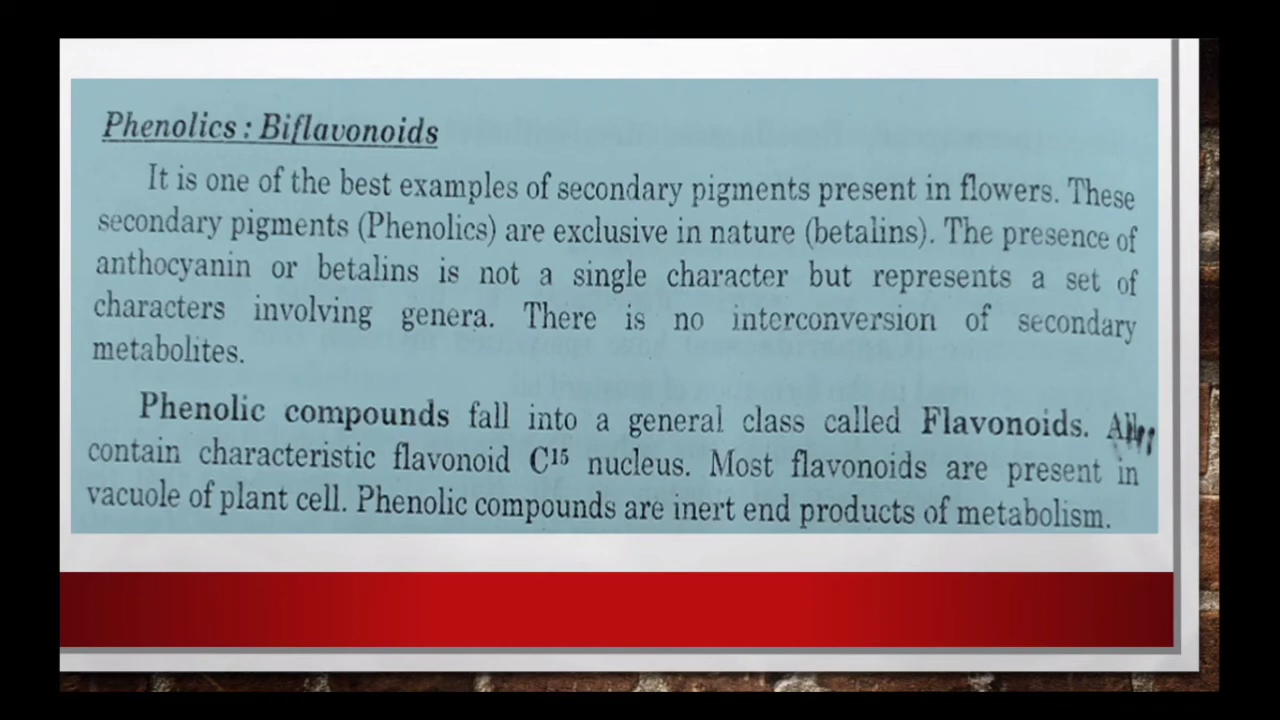 Phenolics : Biflavonoids
It is one of the best examples of secondary pigments present in flowers. These
secondary pigments (Phenolics) are exclusive in nature (betalins). The presence of
anthocyanin or betalins is not a single character but represents a set of
characters involving genera. There is no interconversion of secondary
metabolites.
Phenolic compounds fall into a general class called Flavonoids. All
contain characteristic flavonoid C¹⁵ nucleus. Most flavonoids are present in
vacuole of plant cell. Phenolic compounds are inert end products of metabolism.